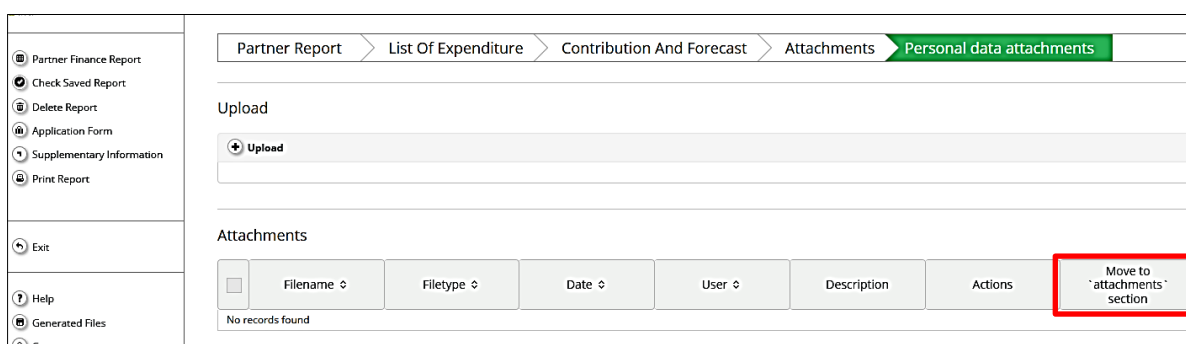 Partner Finance Report
Check Saved Report
Delete Report
Application Form
Supplementary Information
Print Report
Exit
Help
Generated Files
Partner Report List Of Expenditure Contribution And Forecast Attachments Personal data attachments
Upload
Upload
Attachments
Filename Filetype Date User Description Actions Move to
`attachments`
section
No records found